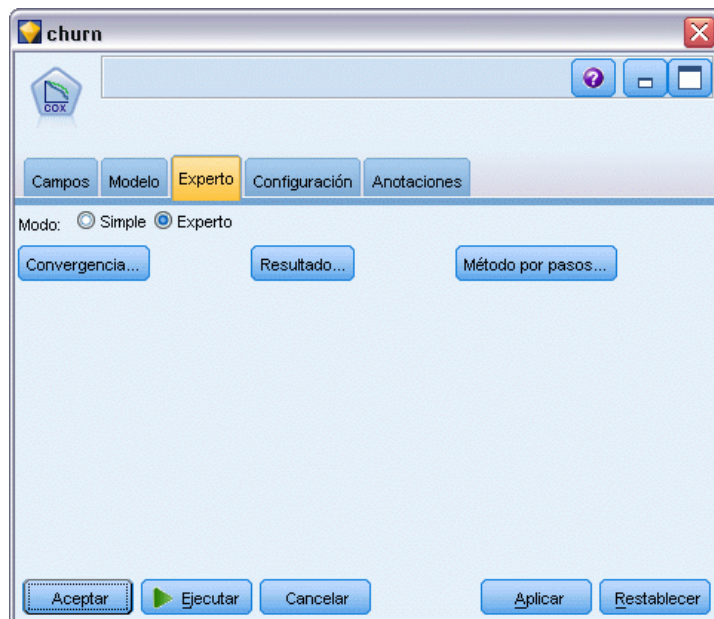 churn
COX
Campos Modelo Experto Configuración Anotaciones
Modo: Simple Experto
Convergencia... Resultado... Método por pasos...
Aceptar Ejecutar Cancelar Aplicar Restablecer